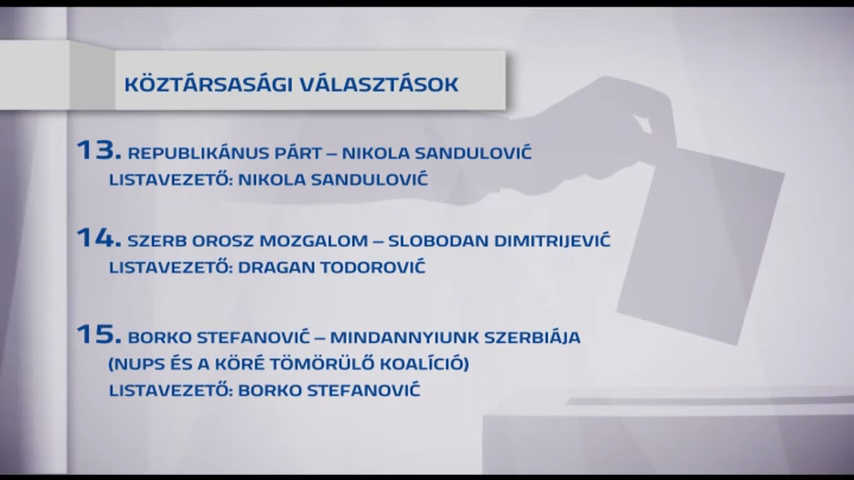 KÖZTÁRSASÁGI VÁLASZTÁSOK
13. REPUBLIKÁNUS PÁRT – NIKOLA SANDULOVIĆ
LISTAVEZETŐ: NIKOLA SANDULOVIĆ
14. SZERB OROSZ MOZGALOM – SLOBODAN DIMITRIJEVIĆ
LISTAVEZETŐ: DRAGAN TODOROVIĆ
15. BORKO STEFANOVIĆ – MINDANNYIUNK SZERBIÁJA
(NUPS ÉS A KÖRÉ TÖMÖRÜLŐ KOALÍCIÓ)
LISTAVEZETŐ: BORKO STEFANOVIĆ